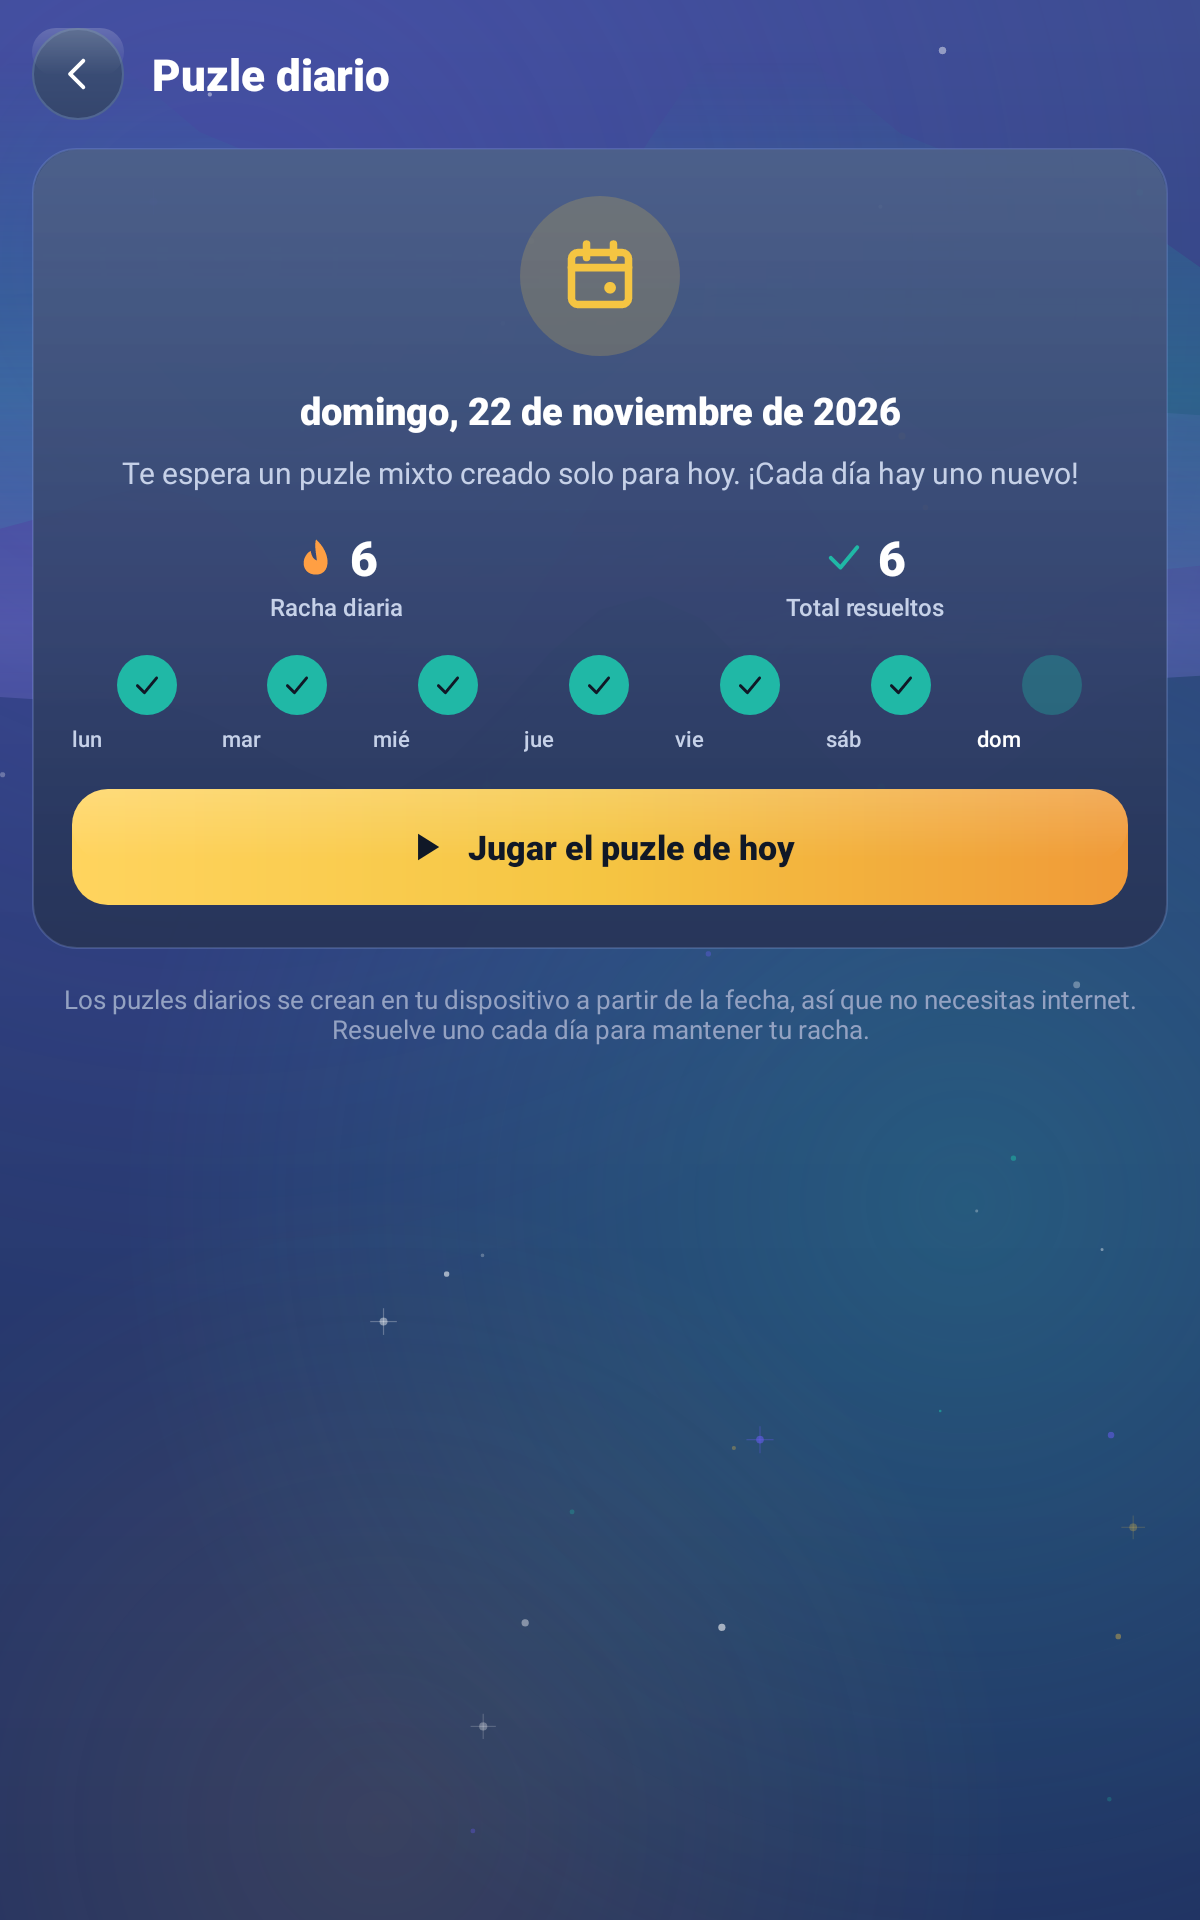 Puzle diario
domingo, 22 de noviembre de 2026
Te espera un puzle mixto creado solo para hoy. ¡Cada día hay uno nuevo!
6 6
Racha diaria Total resueltos
lun mar mié jue vie sáb dom
Jugar el puzle de hoy
Los puzles diarios se crean en tu dispositivo a partir de la fecha, así que no necesitas internet.
Resuelve uno cada día para mantener tu racha.